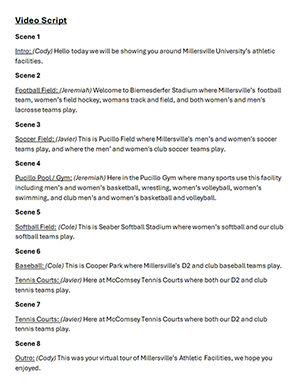 Video Script
Scene 1
Intro: (Cody) Hello today we will be showing you around Millersville University's athletic
facilities.
Scene 2
Football Field: (Jeremiah) Welcome to Biemesderfer Stadium where Millersville's football
team, women's field hockey, womans track and field, and both women's and men's
lacrosse teams play.
Scene 3
Soccer Field: (Javier) This is Pucillo Field where Millersville's men's and women's soccer
teams play, and where the men' and women's club soccer teams play.
Scene 4
Pucillo Pool / Gym: (Jeremiah) Here in the Pucillo Gym where many sports use this facility
including men's and women's basketball, wrestling, women's volleyball, women's
swimming, and club men and women's basketball and volleyball.
Scene 5
Softball Field: (Cole) This is Seaber Softball Stadium where women's softball and our club
softball teams play.
Scene 6
Baseball: (Cole) This is Cooper Park where Millersville's D2 and club baseball teams play.
Tennis Courts: (Javier) Here at McComsey Tennis Courts where both our D2 and club
tennis teams play.
Scene 7
Tennis Courts: (Javier) Here at McComsey Tennis Courts where both our D2 and club
tennis teams play.
Scene 8
Outro: (Cody) This was your virtual tour of Millersville's Athletic Facilities, we hope you
enjoyed.